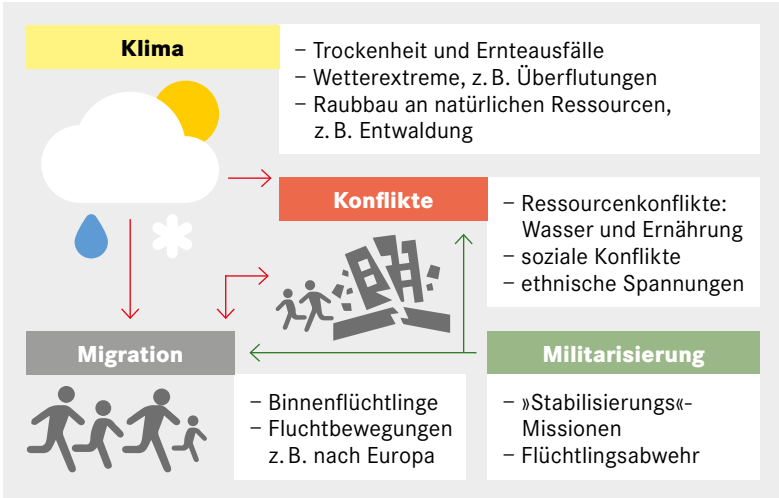 Klima
– Trockenheit und Ernteausfälle
– Wetterextreme, z. B. Überflutungen
– Raubbau an natürlichen Ressourcen,
z. B. Entwaldung
Konflikte
– Ressourcenkonflikte:
Wasser und Ernährung
– soziale Konflikte
– ethnische Spannungen
Migration
– Binnenflüchtlinge
– Fluchtbewegungen
z. B. nach Europa
Militarisierung
– »Stabilisierungs«-
Missionen
– Flüchtlingsabwehr